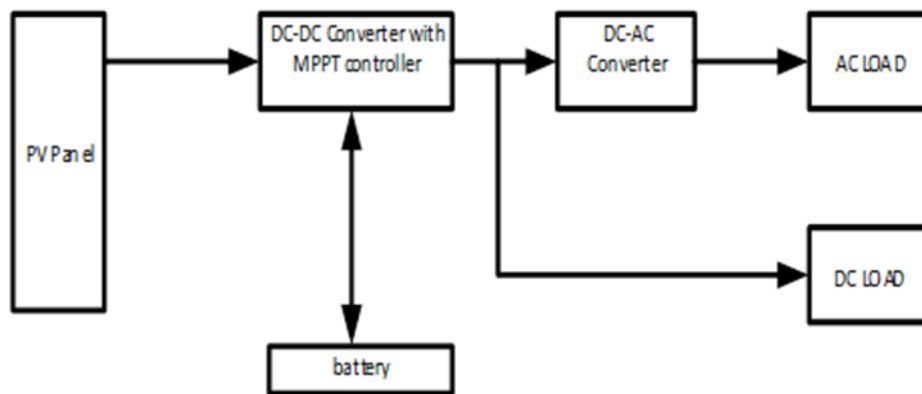 PV Panel
DC-DC Converter with
MPPT controller
DC-AC
Converter
AC LOAD
DC LOAD
battery